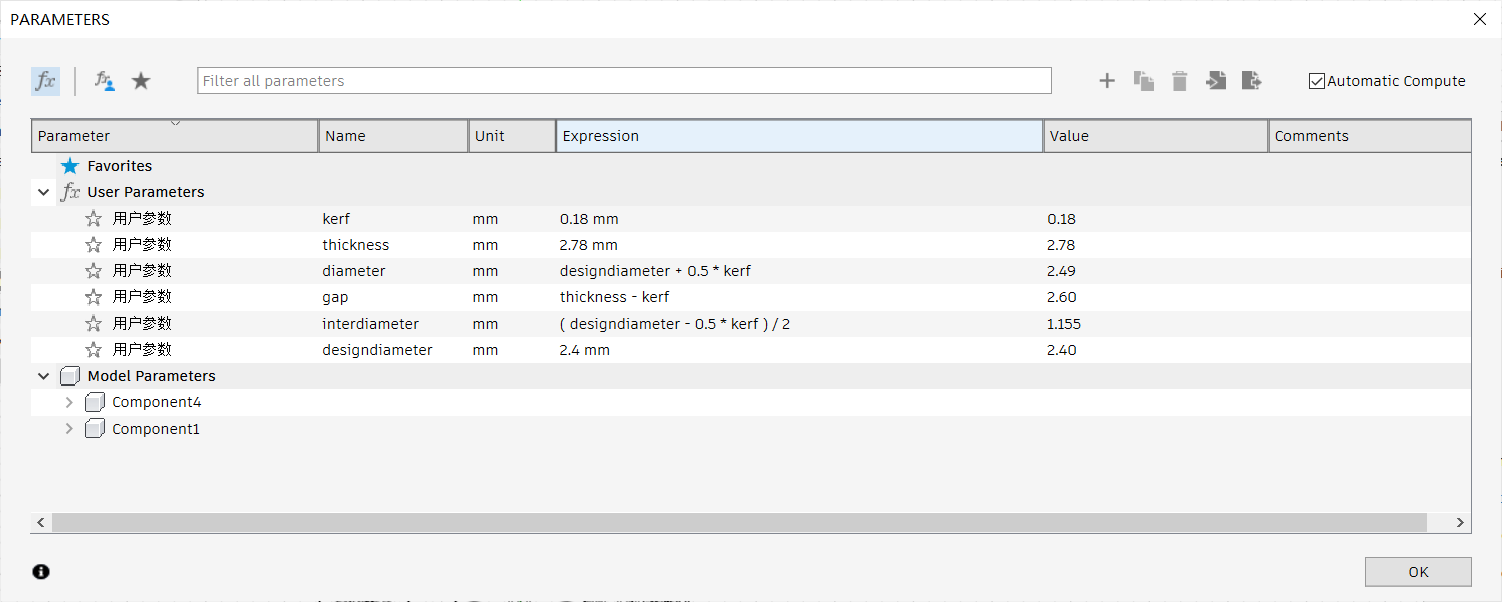 PARAMETERS
fx fx Filter all parameters Automatic Compute
Parameter Name Unit Expression Value Comments
Favorites
fx User Parameters
用户参数 kerf mm 0.18 mm 0.18
用户参数 thickness mm 2.78 mm 2.78
用户参数 diameter mm designdiameter + 0.5 * kerf 2.49
用户参数 gap mm thickness - kerf 2.60
用户参数 interdiameter mm ( designdiameter - 0.5 * kerf ) / 2 1.155
用户参数 designdiameter mm 2.4 mm 2.40
Model Parameters
Component4
Component1
OK